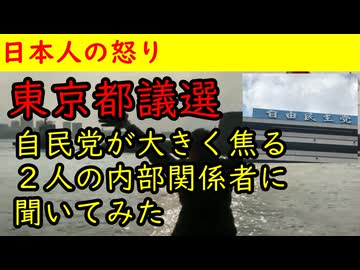 日本人の怒り
東京都議選
自由民主党
自民党が大きく焦る
２人の内部関係者に
聞いてみた